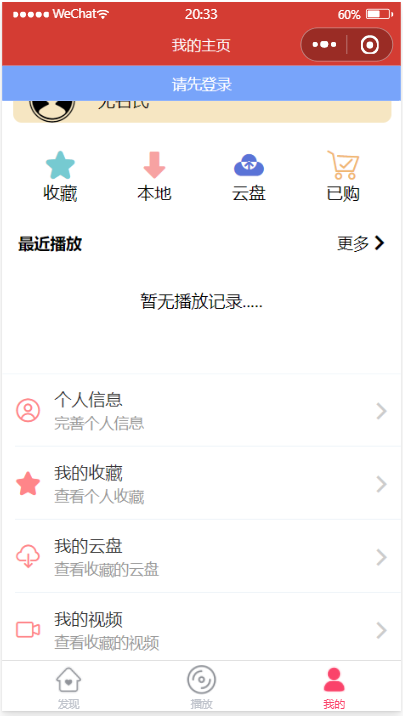 WeChat 20:33 60%
我的主页
请先登录
无名氏
收藏 本地 云盘 已购
最近播放 更多
暂无播放记录.....
个人信息
完善个人信息
我的收藏
查看个人收藏
我的云盘
查看收藏的云盘
我的视频
查看收藏的视频
发现 播放 我的